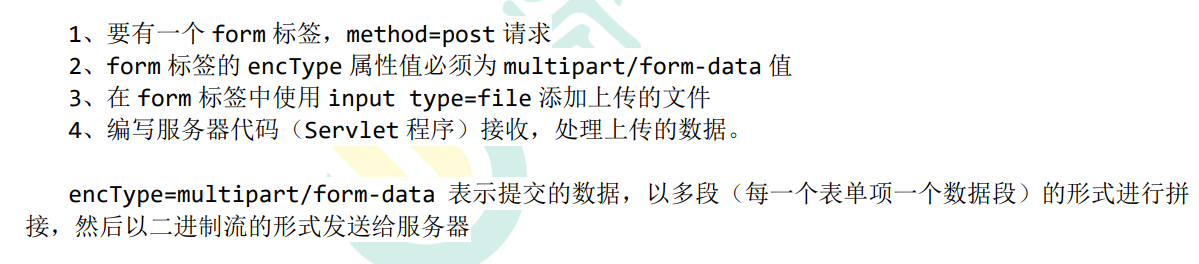 1、要有一个 form 标签，method=post 请求
2、form 标签的 encType 属性值必须为 multipart/form-data 值
3、在 form 标签中使用 input type=file 添加上传的文件
4、编写服务器代码（Servlet 程序）接收，处理上传的数据。
encType=multipart/form-data 表示提交的数据，以多段（每一个表单项一个数据段）的形式进行拼
接，然后以二进制流的形式发送给服务器